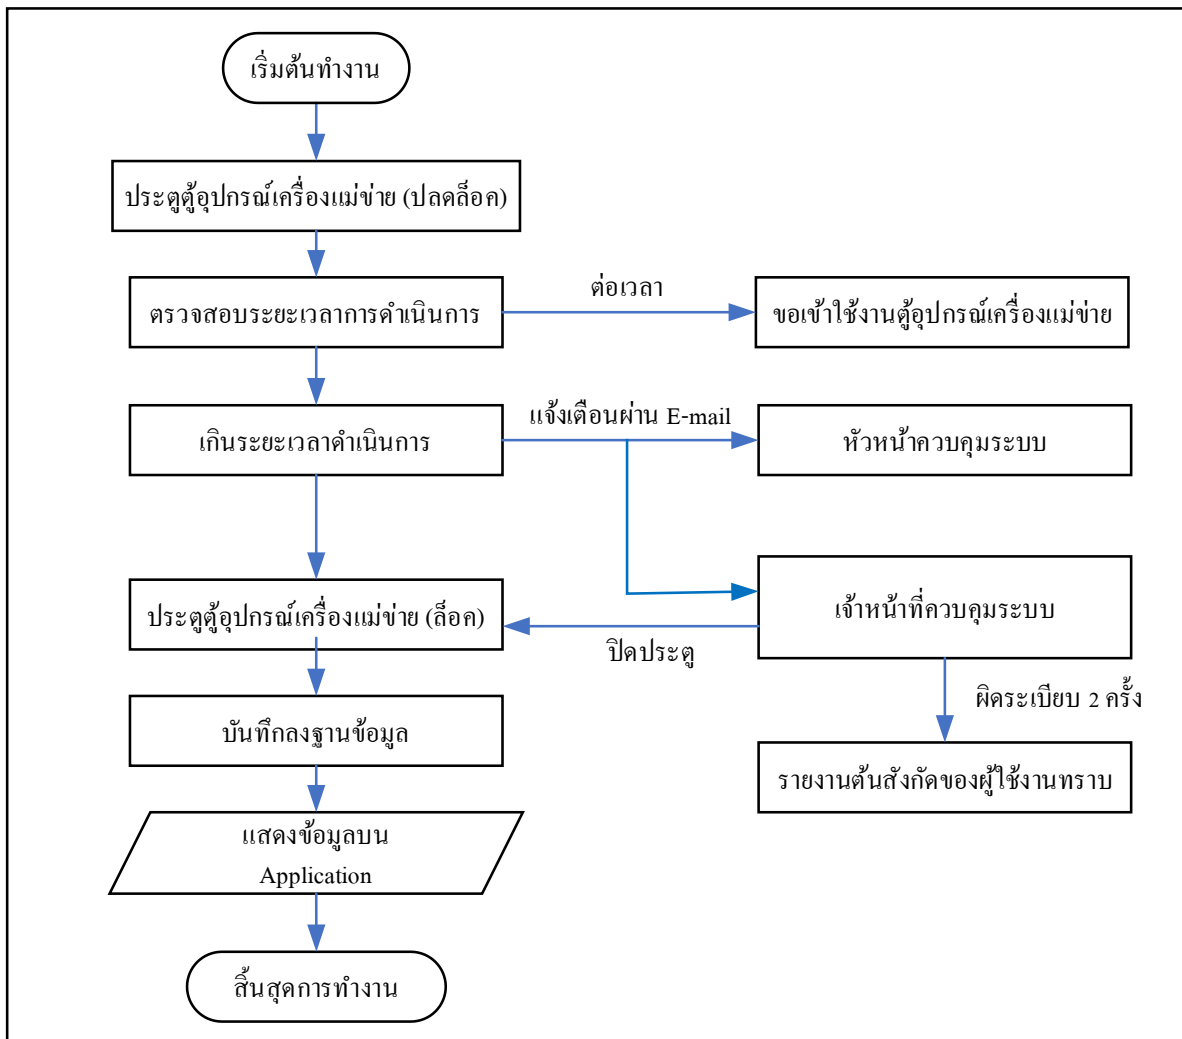 เริ่มต้นทำงาน
ประตูตู้อุปกรณ์เครื่องแม่ข่าย (ปลดล็อค)
ตรวจสอบระยะเวลาการดำเนินการ
ต่อเวลา
ขอเข้าใช้งานตู้อุปกรณ์เครื่องแม่ข่าย
เกินระยะเวลาดำเนินการ
แจ้งเตือนผ่าน E-mail
หัวหน้าควบคุมระบบ
ประตูตู้อุปกรณ์เครื่องแม่ข่าย (ล็อค)
เจ้าหน้าที่ควบคุมระบบ
ปิดประตู
ผิดระเบียบ 2 ครั้ง
บันทึกลงฐานข้อมูล
รายงานต้นสังกัดของผู้ใช้งานทราบ
แสดงข้อมูลบน
Application
สิ้นสุดการทำงาน